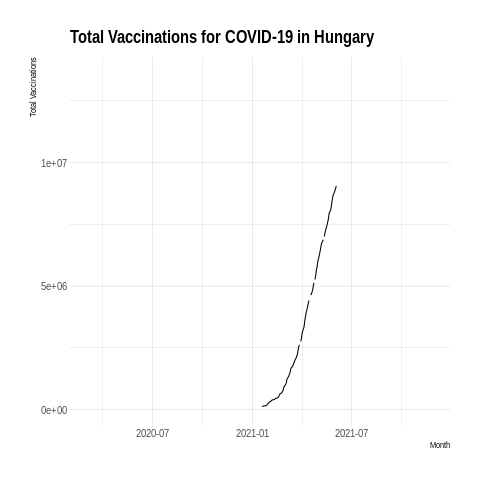 Total Vaccinations for COVID-19 in Hungary
Total Vaccinations
1e+07
5e+06
0e+00
2020-07 2021-01 2021-07
Month